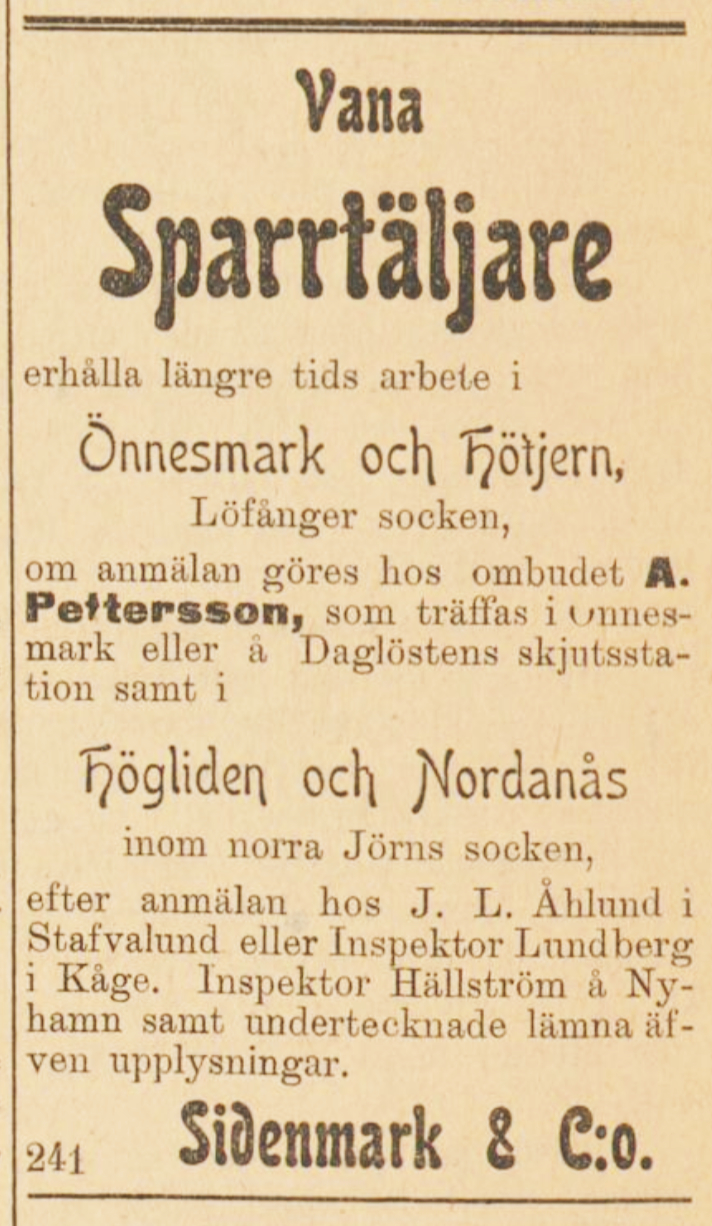 Vana
Sparrtäljare
erhålla längre tids arbete i
Önnesmark och Hötjern,
Löfånger socken,
om anmälan göres hos ombudet A.
Pettersson, som träffas i Önnes-
mark eller å Daglöstens skjutssta-
tion samt i
Högliden och Nordanås
inom norra Jörns socken,
efter anmälan hos J. L. Åhlund i
Stafvalund eller Inspektor Lundberg
i Kåge. Inspektor Hällström å Ny-
hamn samt undertecknade lämna äf-
ven upplysningar.
241 Sidenmark & C:o.